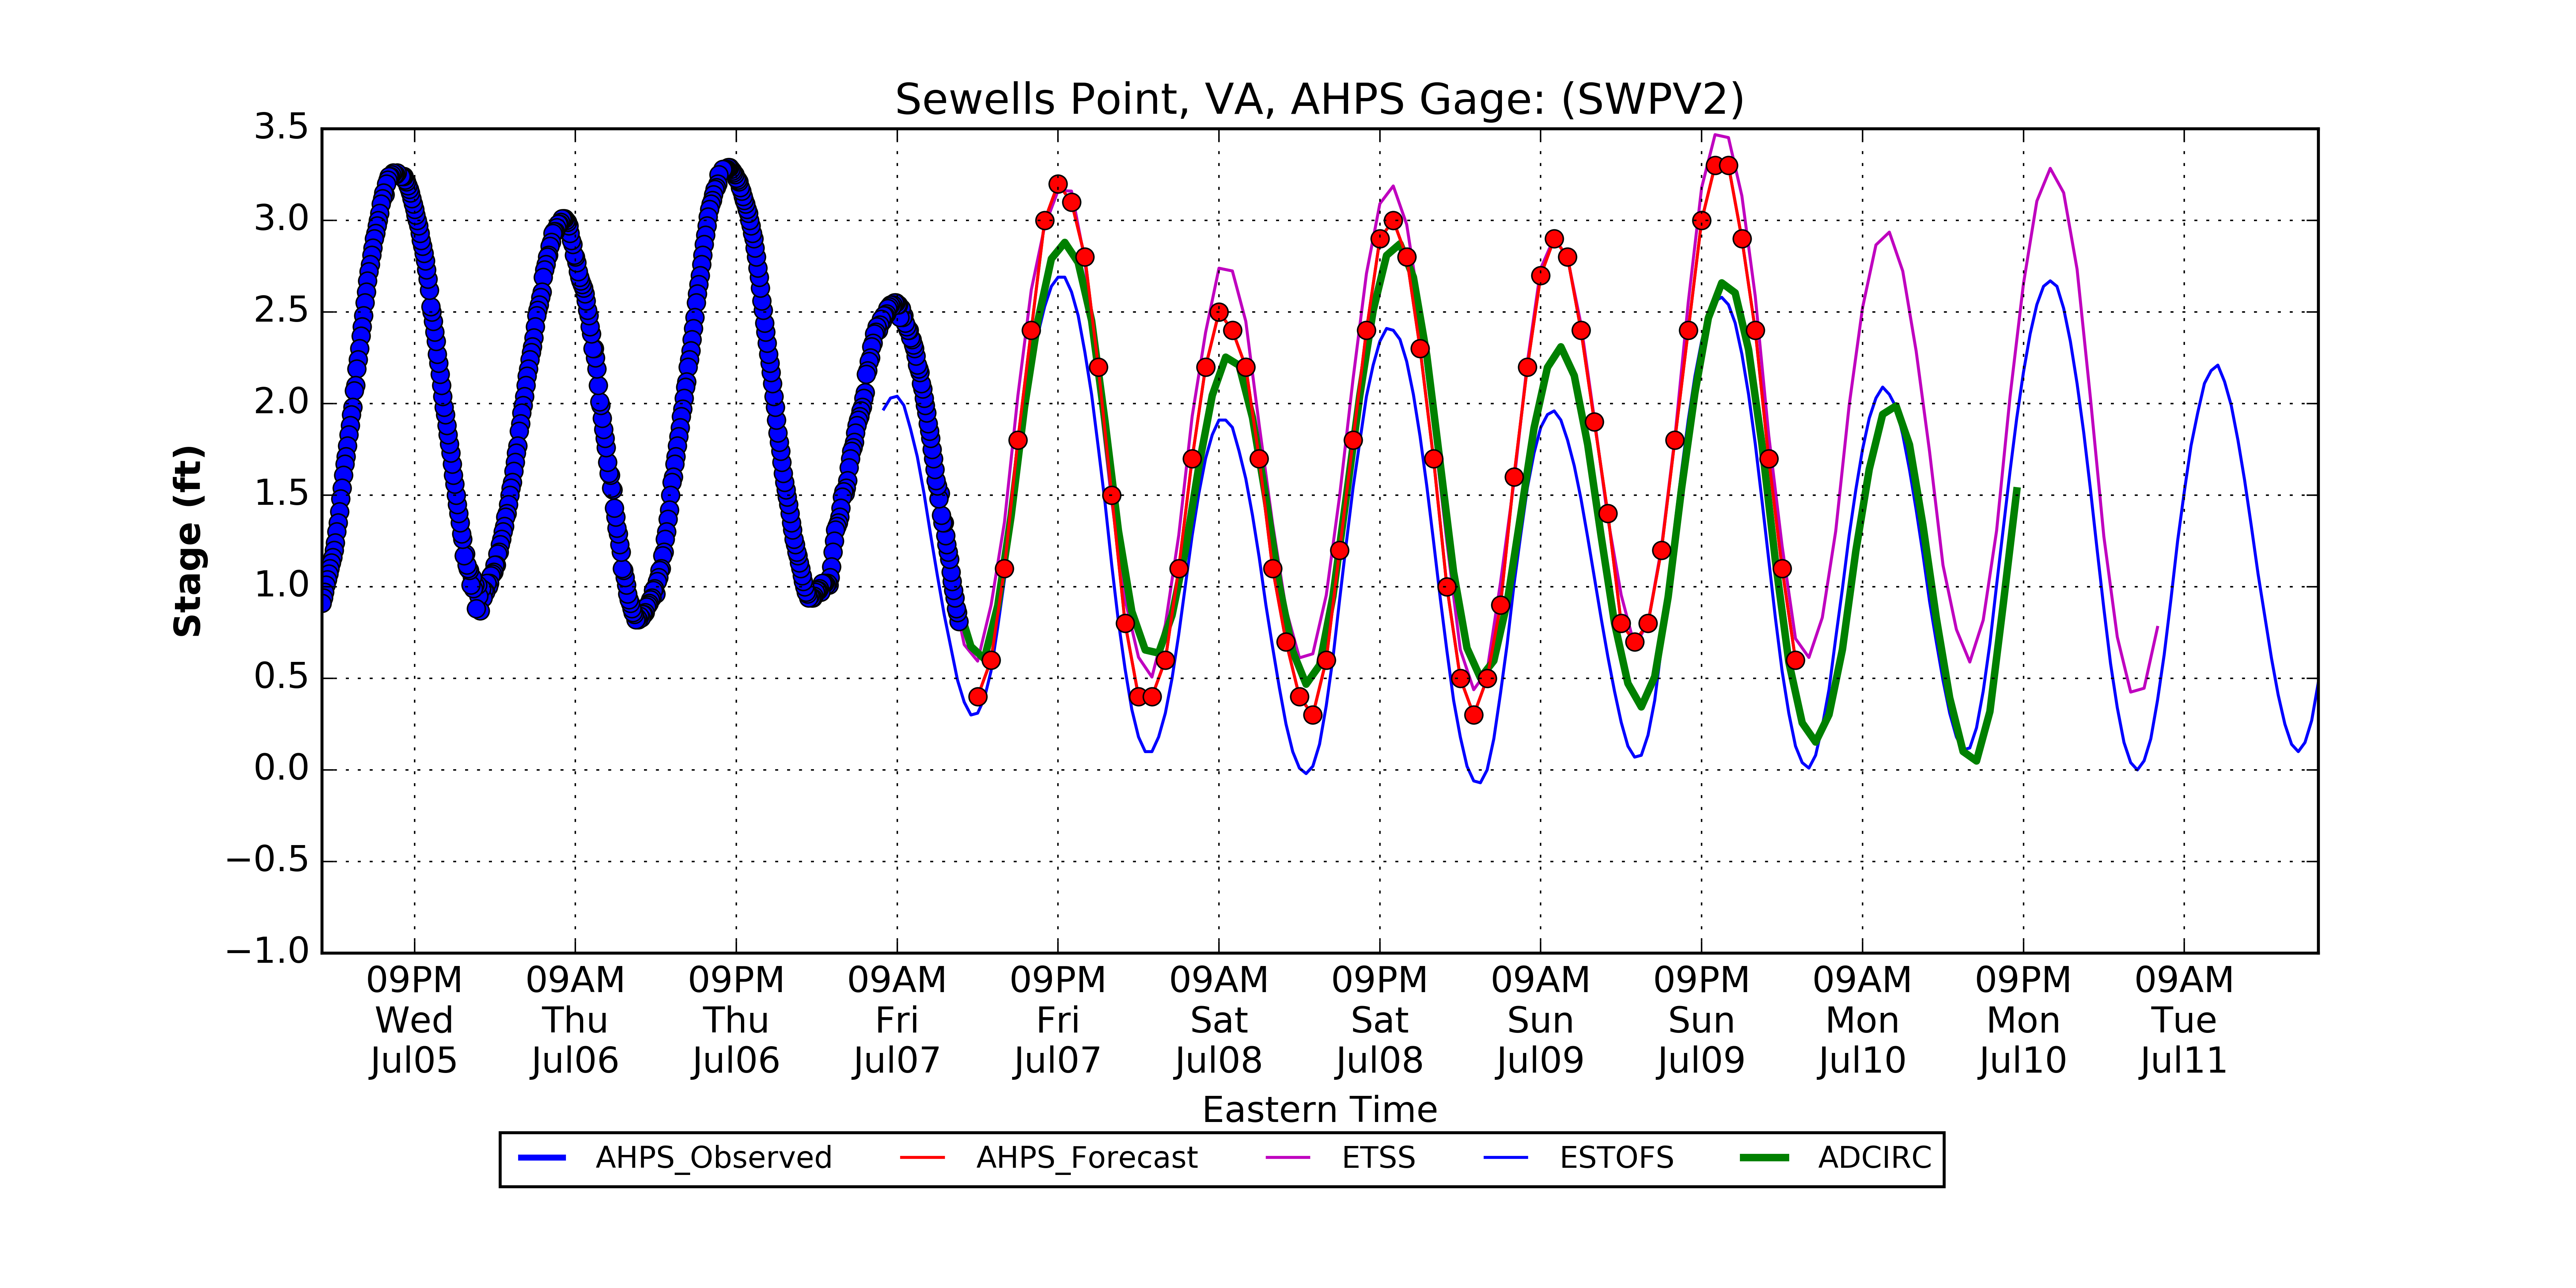 Sewells Point, VA, AHPS Gage: (SWPV2)
3.5
3.0
2.5
2.0
1.5
1.0
0.5
0.0
−0.5
−1.0
Stage (ft)
09PM 09AM 09PM 09AM 09PM 09AM 09PM 09AM 09PM 09AM 09PM 09AM
Wed Thu Thu Fri Fri Sat Sat Sun Sun Mon Mon Tue
Jul05 Jul06 Jul06 Jul07 Jul07 Jul08 Jul08 Jul09 Jul09 Jul10 Jul10 Jul11
Eastern Time
AHPS_Observed AHPS_Forecast ETSS ESTOFS ADCIRC